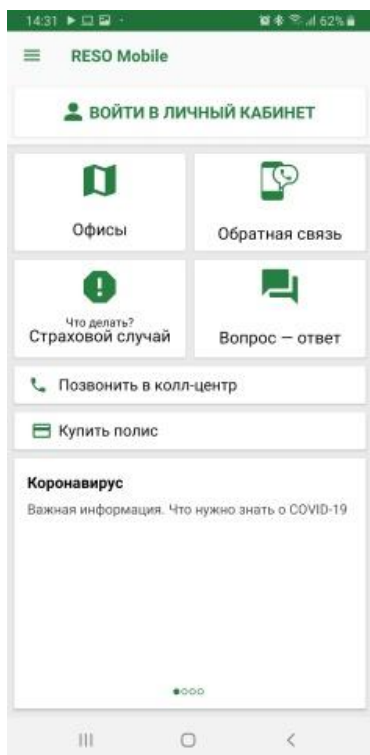 14:31
62%
RESO Mobile
ВОЙТИ В ЛИЧНЫЙ КАБИНЕТ
Офисы
Обратная связь
Что делать?
Страховой случай
Вопрос — ответ
Позвонить в колл-центр
Купить полис
Коронавирус
Важная информация. Что нужно знать о COVID-19